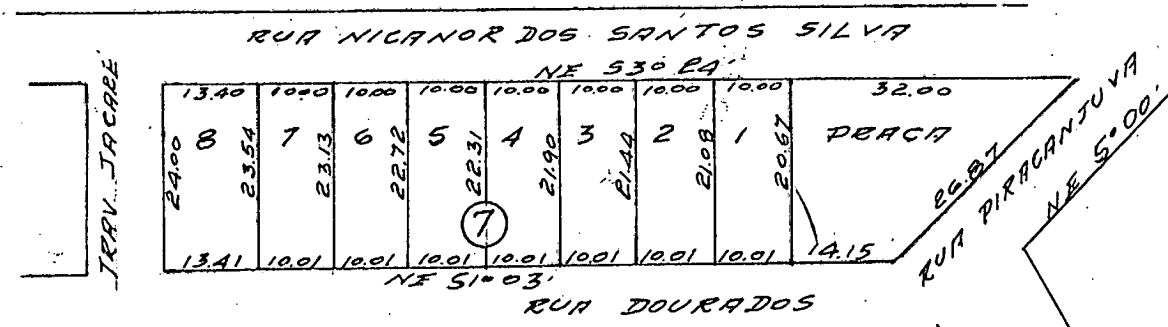 RUA NICANOR DOS SANTOS SILVA
NE 53° 24'
TRAV. JACARÉ
13.40 10.00 10.00 10.00 10.00 10.00 10.00 10.00 32.00
8 7 6 5 4 3 2 1 PRAÇA
24.00 23.54 23.13 22.72 22.31 21.90 21.44 21.08 20.67
26.87
7
RUA PIRACANJUVA
NE 5°00'
13.41 10.01 10.01 10.01 10.01 10.01 10.01 10.01 14.15
NE 51°03'
RUA DOURADOS